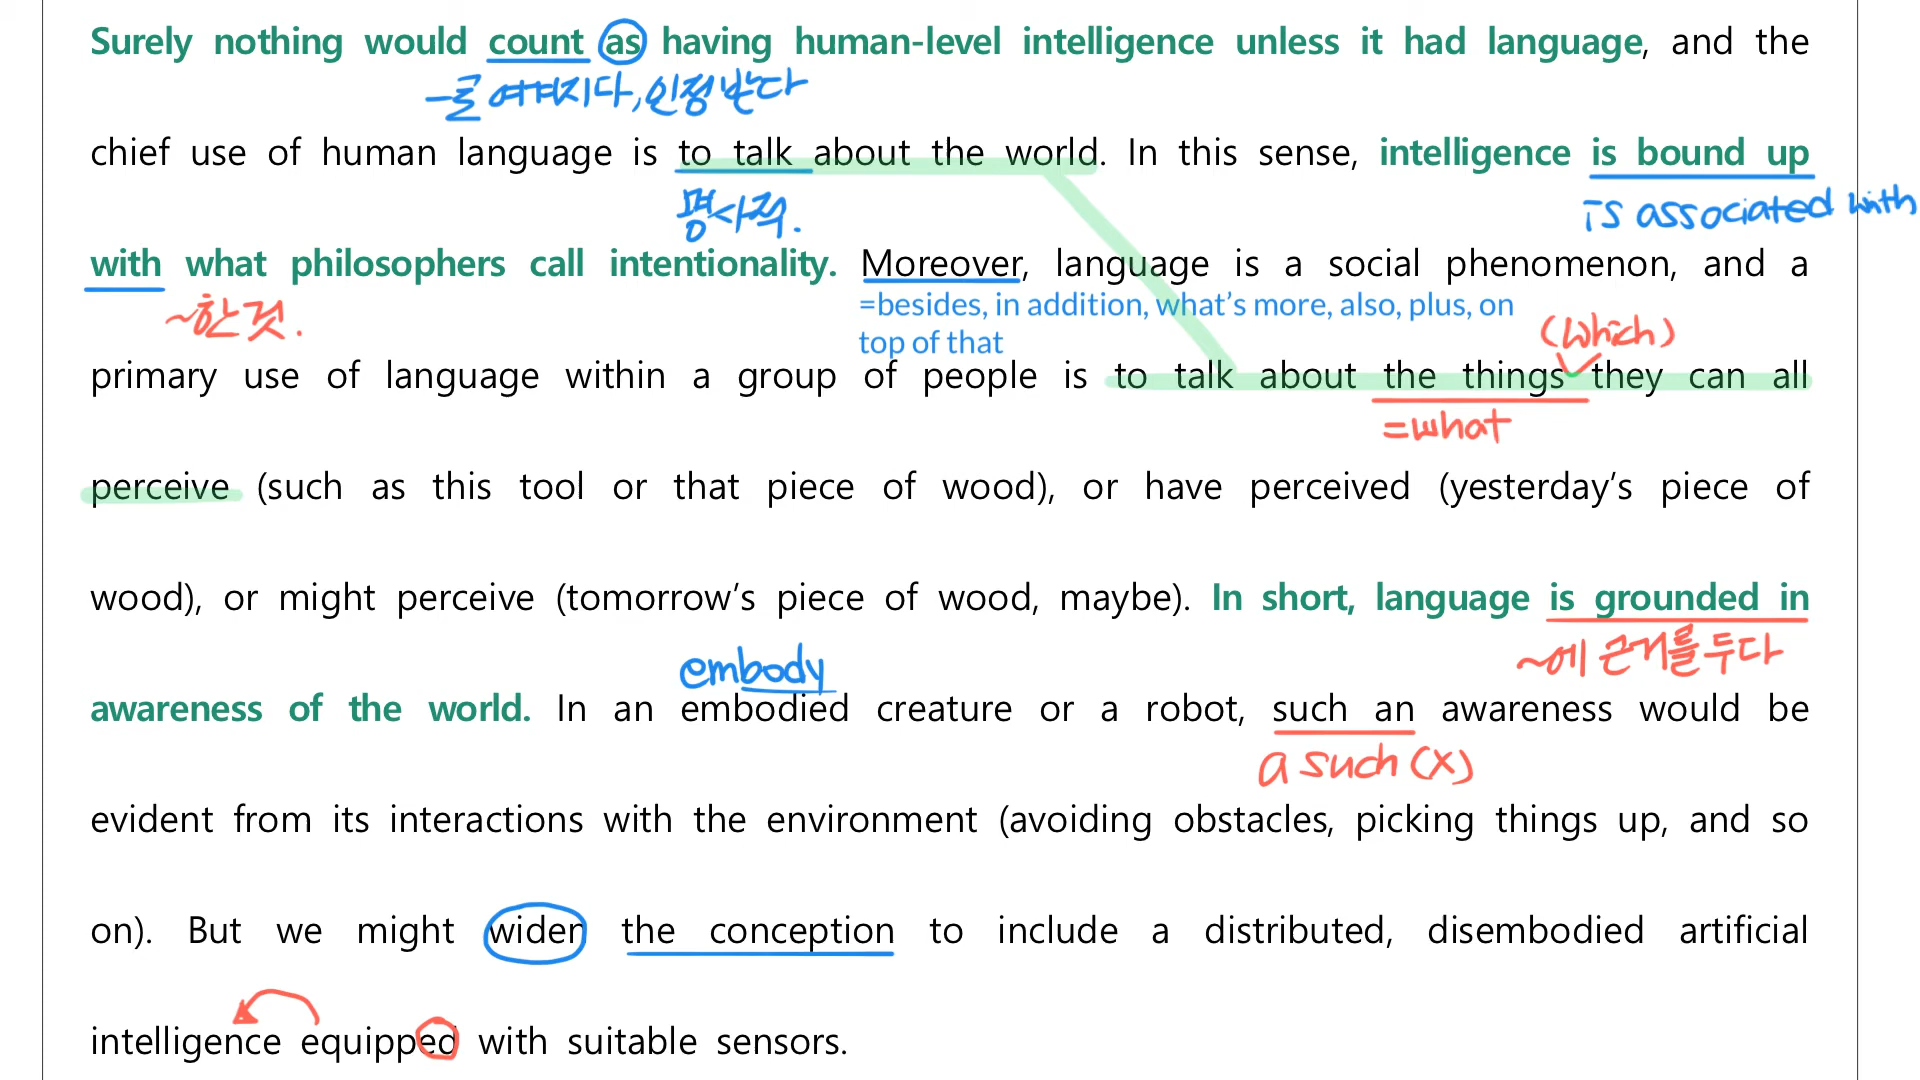 Surely nothing would count as having human-level intelligence unless it had language, and the
~로 여겨지다, 인정받다
chief use of human language is to talk about the world. In this sense, intelligence is bound up
명사적.
is associated with
with what philosophers call intentionality. Moreover, language is a social phenomenon, and a
~한 것.
=besides, in addition, what's more, also, plus, on
top of that
(which)
primary use of language within a group of people is to talk about the things they can all
=what
perceive (such as this tool or that piece of wood), or have perceived (yesterday's piece of
wood), or might perceive (tomorrow's piece of wood, maybe). In short, language is grounded in
~에 근거를 두다
embody
awareness of the world. In an embodied creature or a robot, such an awareness would be
a such (X)
evident from its interactions with the environment (avoiding obstacles, picking things up, and so
on). But we might widen the conception to include a distributed, disembodied artificial
intelligence equipped with suitable sensors.